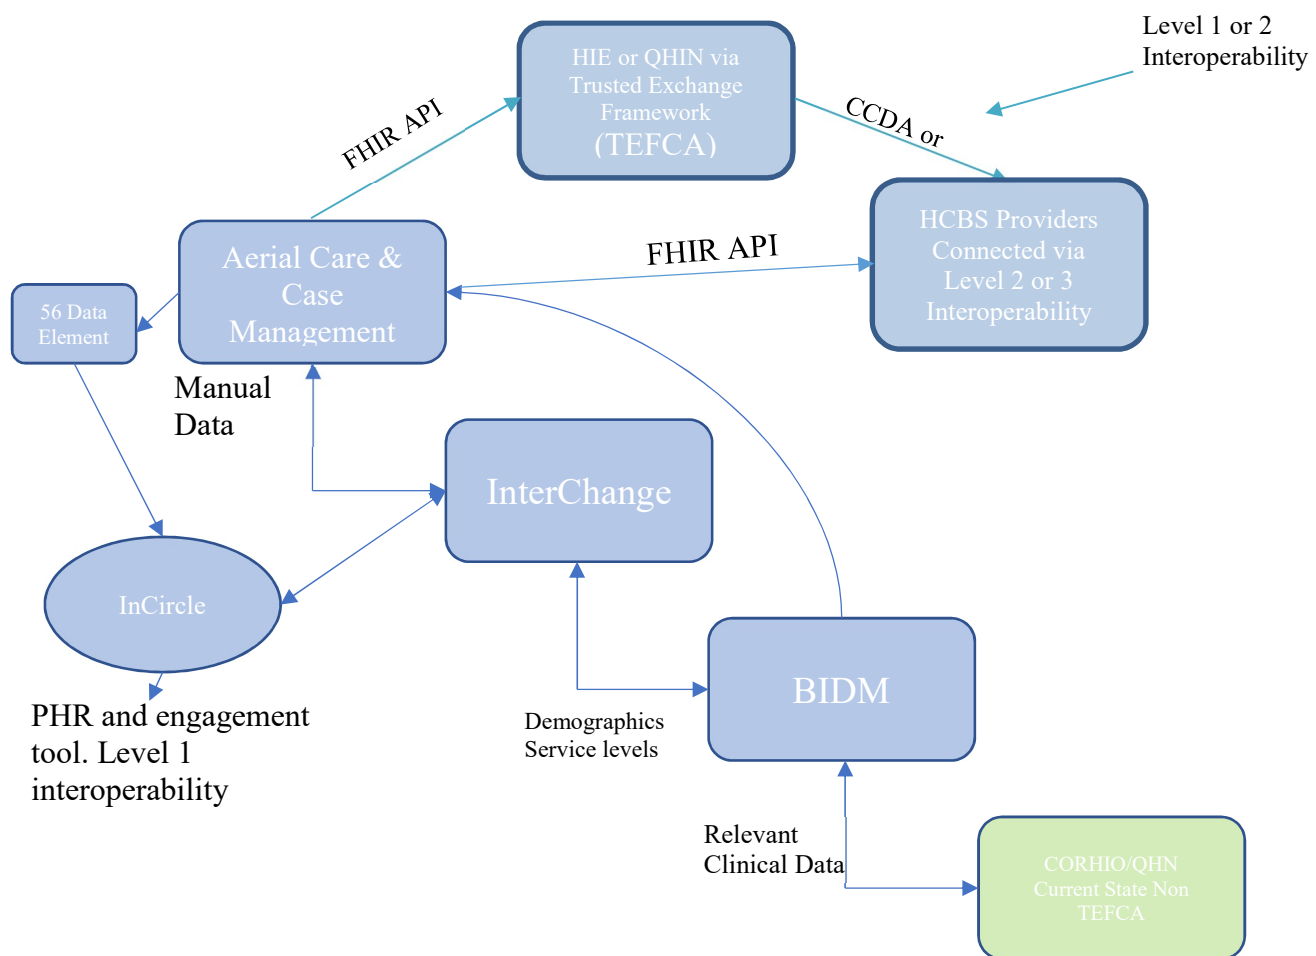 Level 1 or 2
Interoperability
HIE or QHIN via
Trusted Exchange
Framework
(TEFCA)
FHIR API
CCDA or
HCBS Providers
Connected via
Level 2 or 3
Interoperability
FHIR API
Aerial Care &
Case
Management
56 Data
Element
Manual
Data
InterChange
InCircle
BIDM
PHR and engagement
tool. Level 1
interoperability
Demographics
Service levels
Relevant
Clinical Data
CORHIO/QHN
Current State Non
TEFCA